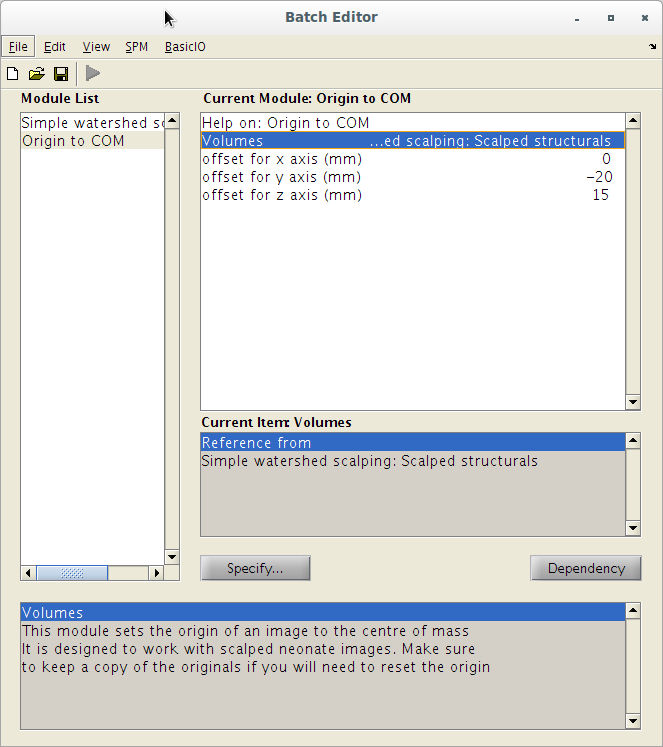 Batch Editor
File Edit View SPM BasicIO
Module List
Current Module: Origin to COM
Simple watershed sc
Origin to COM
Help on: Origin to COM
Volumes ...ed scalping: Scalped structurals
offset for x axis (mm) 0
offset for y axis (mm) -20
offset for z axis (mm) 15
Current Item: Volumes
Reference from
Simple watershed scalping: Scalped structurals
Specify...
Dependency
Volumes
This module sets the origin of an image to the centre of mass
It is designed to work with scalped neonate images. Make sure
to keep a copy of the originals if you will need to reset the origin